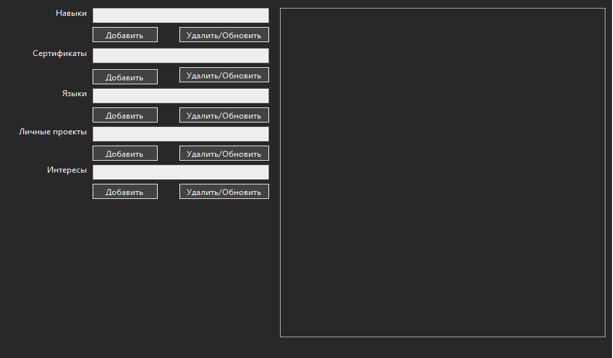 Навыки
Добавить Удалить/Обновить
Сертификаты
Добавить Удалить/Обновить
Языки
Добавить Удалить/Обновить
Личные проекты
Добавить Удалить/Обновить
Интересы
Добавить Удалить/Обновить